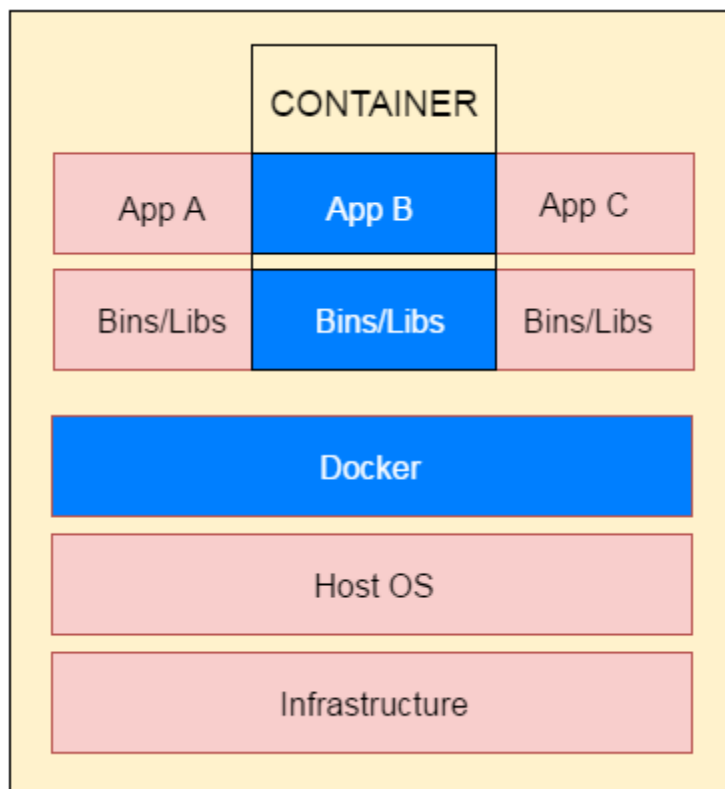 CONTAINER
App A App B App C
Bins/Libs Bins/Libs Bins/Libs
Docker
Host OS
Infrastructure